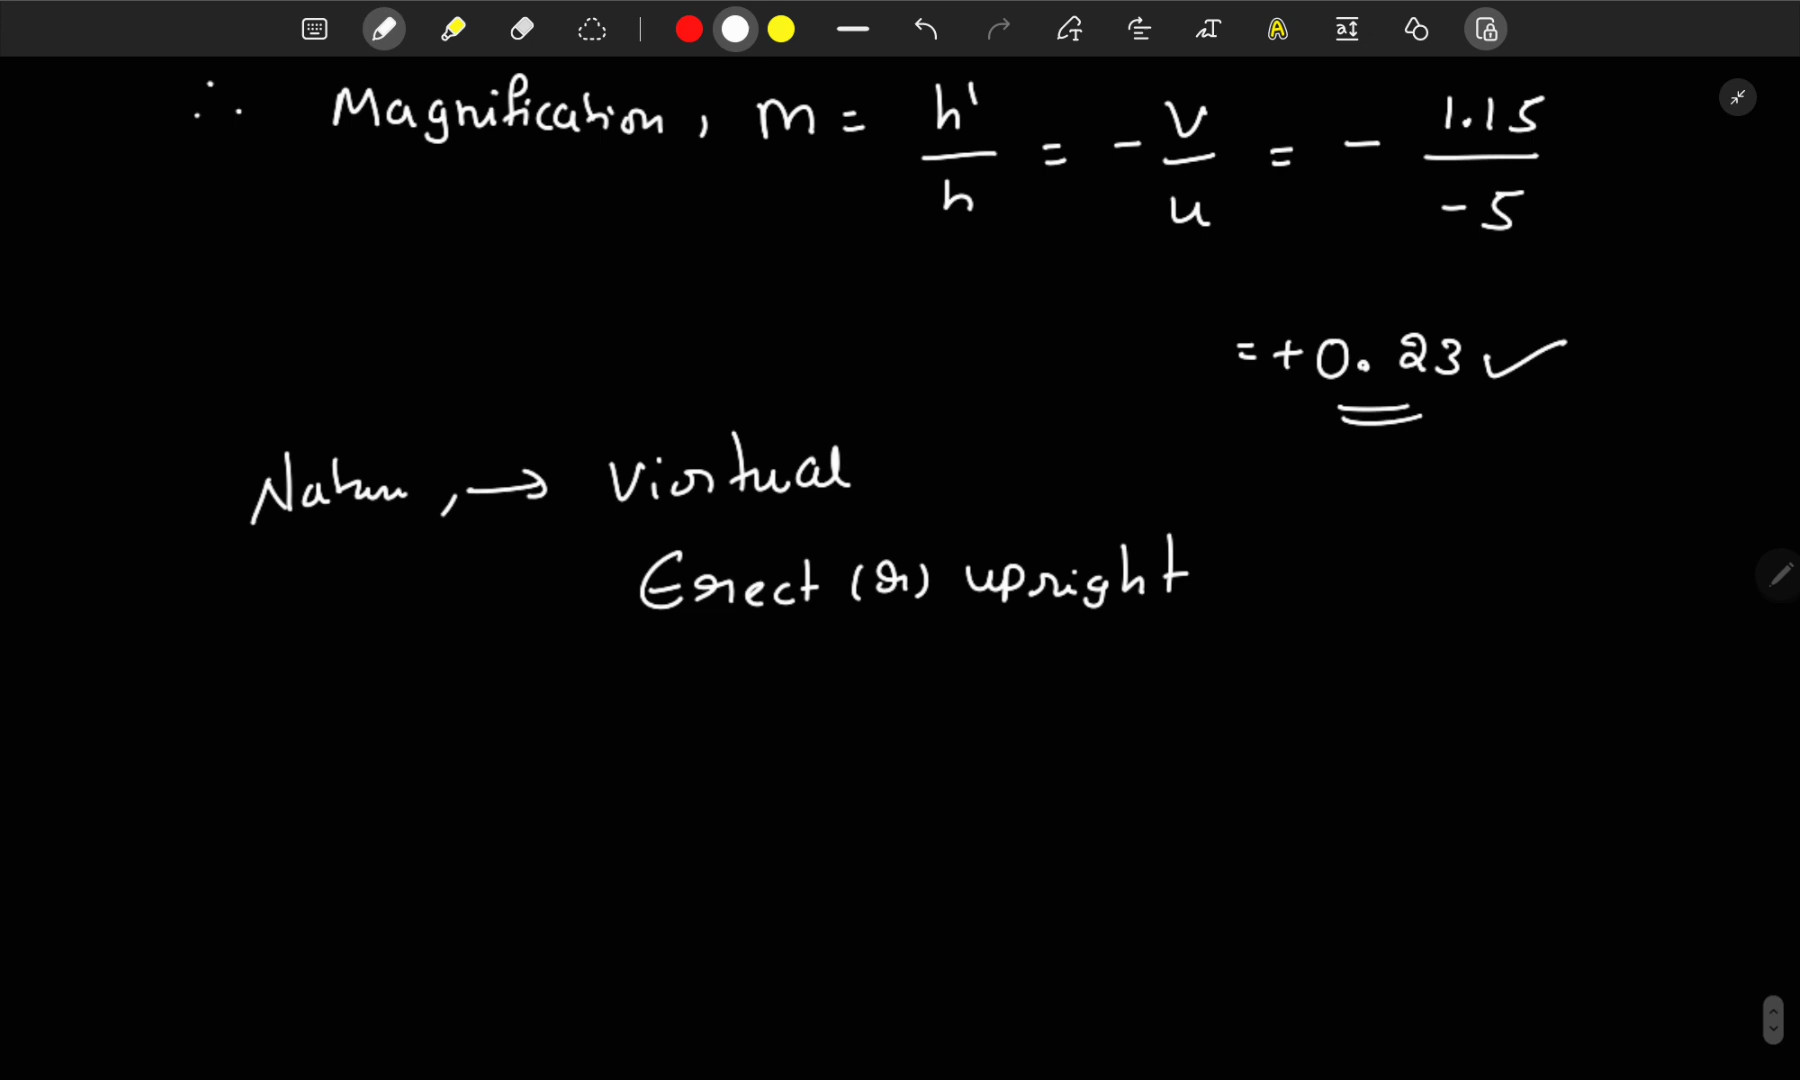 ∴ Magnification, m = h'/h = - v/u = - 1.15/-5
= + 0.23 ✓
Nature, → Virtual
Erect (or) upright